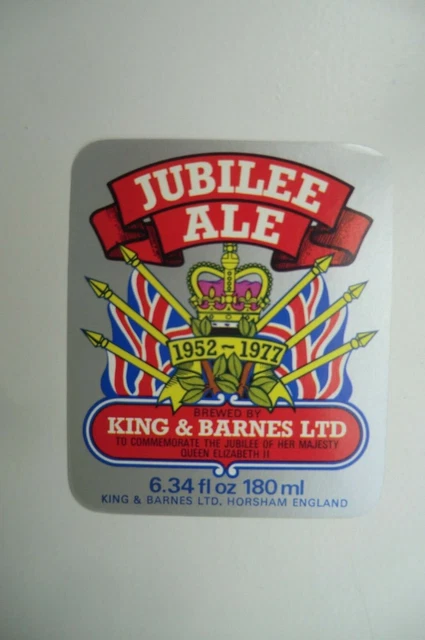 JUBILEE
ALE
1952 - 1977
BREWED BY
KING & BARNES LTD
TO COMMEMORATE THE JUBILEE OF HER MAJESTY
QUEEN ELIZABETH II
6.34 fl oz 180 ml
KING & BARNES LTD. HORSHAM ENGLAND